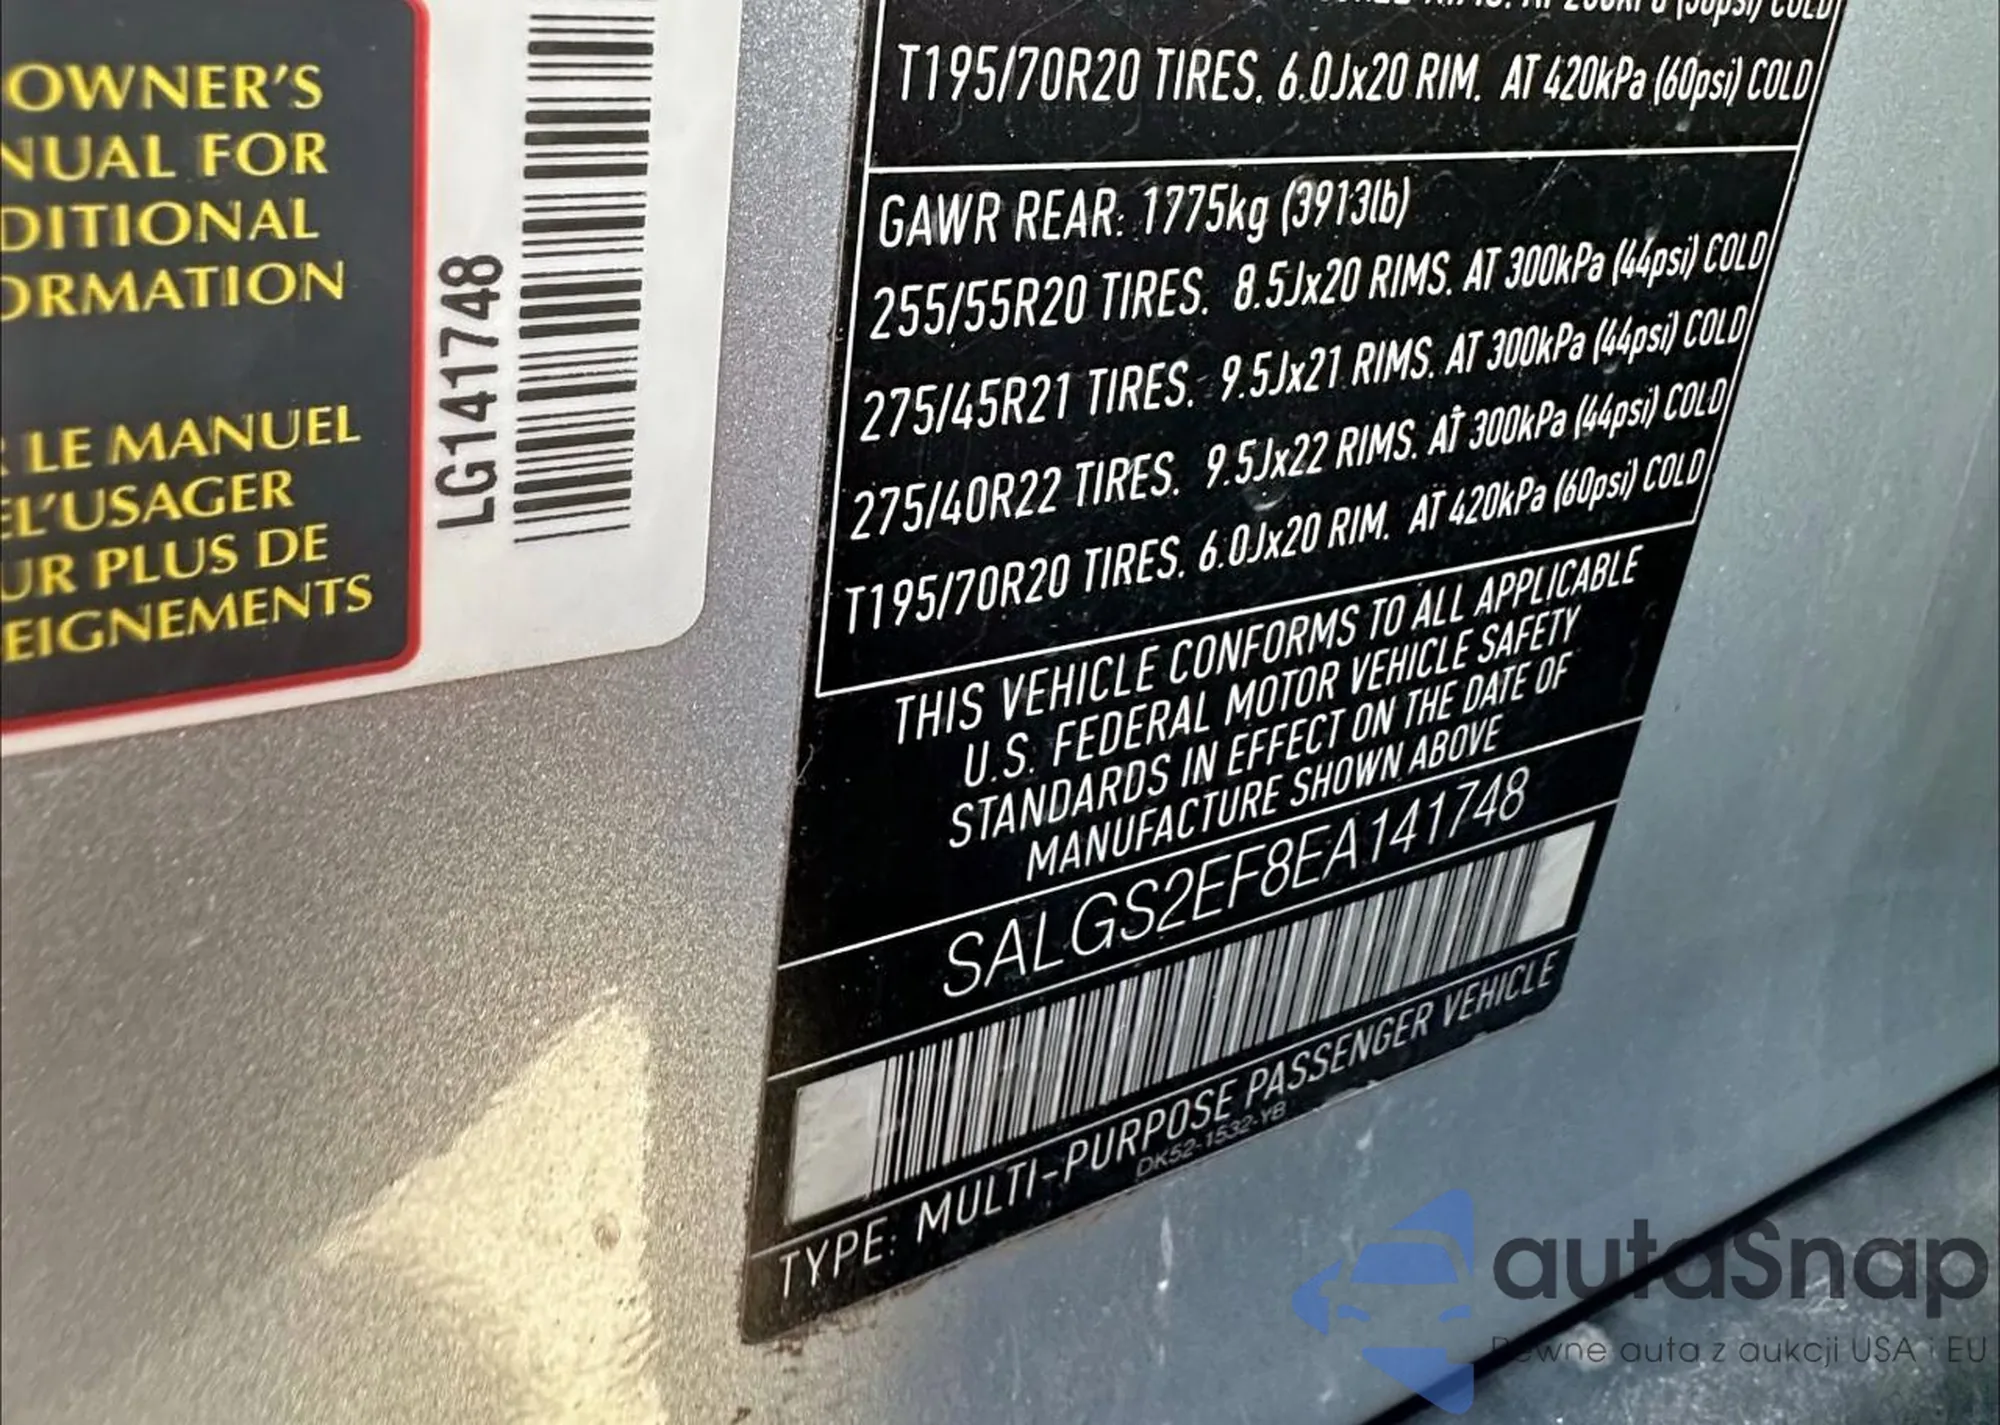 OWNER'S
NUAL FOR
DITIONAL
ORMATION
LE MANUEL
EL'USAGER
UR PLUS DE
EIGNEMENTS
LG141748
T195/70R20 TIRES. 6.0Jx20 RIM. AT 420kPa (60psi) COLD
GAWR REAR: 1775kg (3913lb)
255/55R20 TIRES. 8.5Jx20 RIMS. AT 300kPa (44psi) COLD
275/45R21 TIRES. 9.5Jx21 RIMS. AT 300kPa (44psi) COLD
275/40R22 TIRES. 9.5Jx22 RIMS. AT 300kPa (44psi) COLD
T195/70R20 TIRES. 6.0Jx20 RIM. AT 420kPa (60psi) COLD
THIS VEHICLE CONFORMS TO ALL APPLICABLE
U.S. FEDERAL MOTOR VEHICLE SAFETY
STANDARDS IN EFFECT ON THE DATE OF
MANUFACTURE SHOWN ABOVE
SALGS2EF8EA141748
TYPE: MULTI-PURPOSE PASSENGER VEHICLE
DK52-1532-YB
autaSnap
Pewne auta z aukcji USA i EU